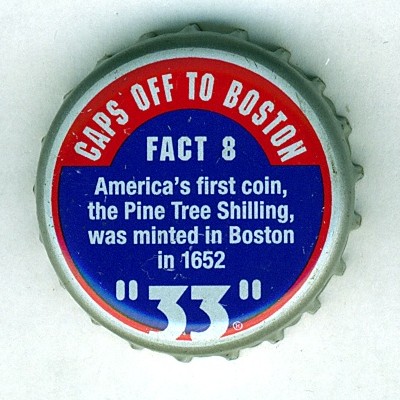 CAPS OFF TO BOSTON
FACT 8
America's first coin,
the Pine Tree Shilling,
was minted in Boston
in 1652
"33"®